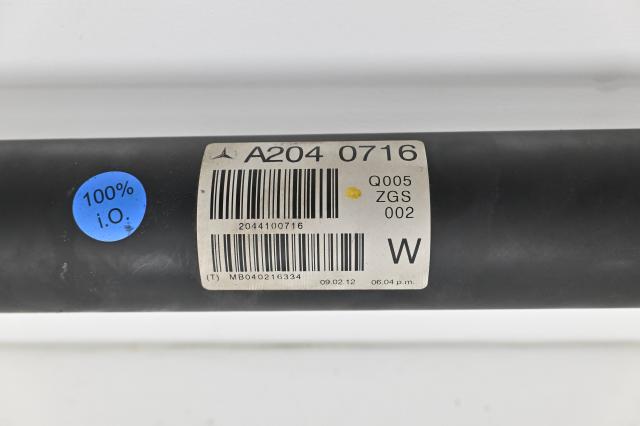 100%
i.O.
A204 0716
Q005
ZGS
002
2044100716
W
(T) MB040216334
09.02.12 06.04 p.m.